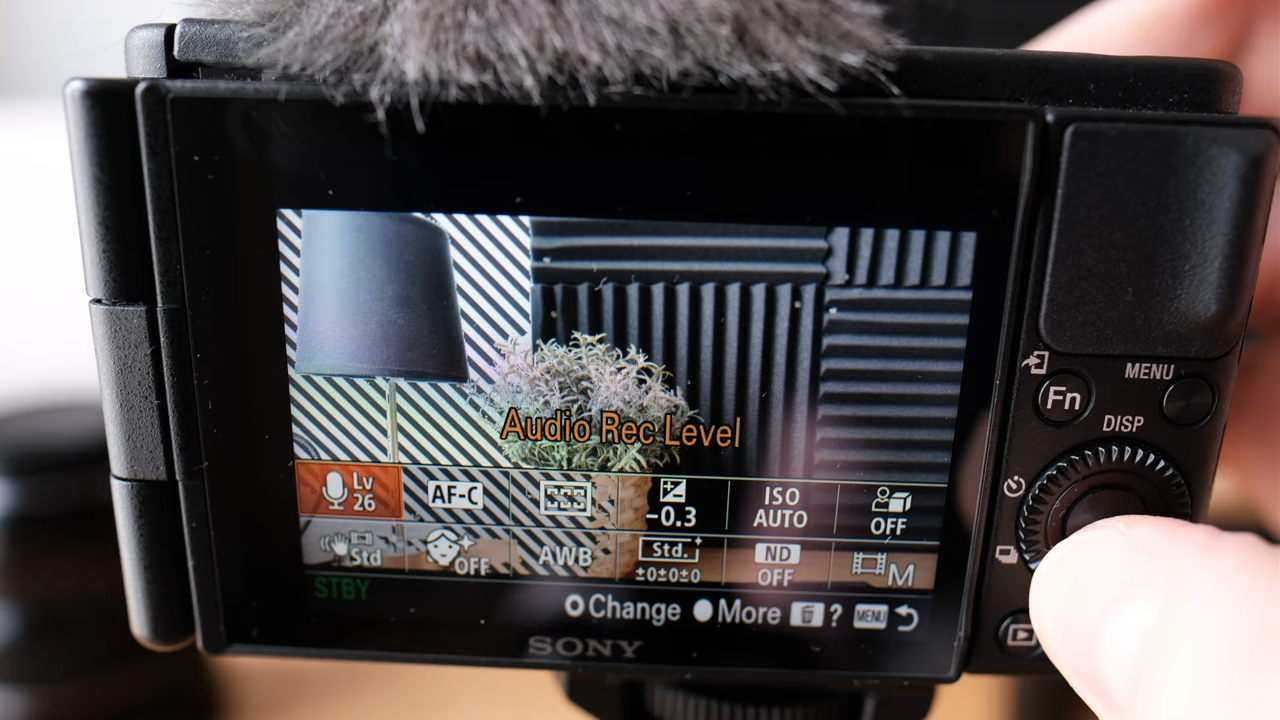 MENU
Fn
DISP
Audio Rec Level
Lv 26
AF-C
−0.3
ISO AUTO
OFF
Std
OFF
AWB
Std.
±0±0±0
ND OFF
M
STBY
Change More ? MENU
SONY